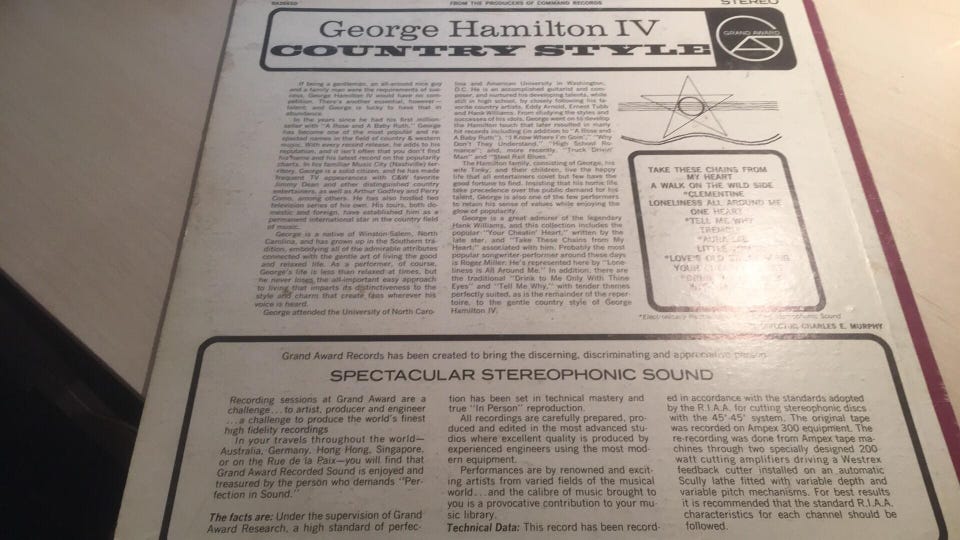 FROM THE PRODUCERS OF COMMAND RECORDS
STEREO
George Hamilton IV
COUNTRY STYLE
GRAND AWARD
If being a gentleman, an all-around nice guy
and a family man were the requirements of suc-
cess, George Hamilton IV would have no com-
petition. There's another essential, however—
talent; and George is lucky to have that in
abundance.
In the years since he had his first million-
seller with "A Rose and A Baby Ruth," George
has become one of the most popular and re-
spected names in the field of country & western
music. With every record release, he adds to his
reputation, and it isn't often that you don't find
his name and his latest record on the popularity
charts. In his familiar Music City (Nashville) ter-
ritory, George is a solid citizen, and he has made
frequent TV appearances with C&W favorite
Jimmy Dean and other distinguished country
entertainers, as well as Arthur Godfrey and Perry
Como, among others. He has also hosted two
television series of his own. His tours, both do-
mestic and foreign, have established him as a
permanent international star in the country field
of music.
George is a native of Winston-Salem, North
Carolina, and has grown up in the Southern tra-
dition, embodying all of the admirable attributes
connected with the gentle art of living the good
and relaxed life. As a performer, of course,
George's life is less than relaxed at times, but
he never loses the all-important easy approach
to living that imparts its distinctiveness to the
style and charm that create fans wherever his
voice is heard.
George attended the University of North Caro-
lina and American University in Washington,
D.C. He is an accomplished guitarist and com-
poser, and nurtured his developing talents, while
still in high school, by closely following his fa-
vorite country artists, Eddy Arnold, Ernest Tubb
and Hank Williams. From studying the styles and
successes of his idols, George went on to develop
the Hamilton touch that later resulted in many
hit records including (in addition to "A Rose and
A Baby Ruth"), "I Know Where I'm Goin'," "Why
Don't They Understand," "High School Ro-
mance"; and, more recently, "Truck Drivin'
Man" and "Steel Rail Blues."
The Hamilton family, consisting of George, his
wife Tinky, and their children, live the happy
life that all entertainers covet but few have the
good fortune to find. Insisting that his home life
take precedence over the public demand for his
talent, George is also one of the few performers
to retain his sense of values while enjoying the
glow of popularity.
George is a great admirer of the legendary
Hank Williams, and this collection includes the
popular "Your Cheatin' Heart," written by the
late star, and "Take These Chains from My
Heart," associated with him. Probably the most
popular songwriter-performer around these days
is Roger Miller. He's represented here by "Lone-
liness is All Around Me." In addition, there are
the traditional "Drink to Me Only With Thine
Eyes" and "Tell Me Why," with tender themes
perfectly suited, as is the remainder of the reper-
toire, to the gentle country style of George
Hamilton IV.
TAKE THESE CHAINS FROM
MY HEART
A WALK ON THE WILD SIDE
*CLEMENTINE
LONELINESS ALL AROUND ME
ONE HEART
*TELL ME WHY
*AURA LEE
*LOVE'S OLD
YOUR
Sound
CHARLES E. MURPHY
Grand Award Records has been created to bring the discerning, discriminating and appreciative person
SPECTACULAR STEREOPHONIC SOUND
Recording sessions at Grand Award are a
challenge...to artist, producer and engineer
...a challenge to produce the world's finest
high fidelity recordings
In your travels throughout the world—
Australia, Germany, Hong Hong, Singapore,
or on the Rue de la Paix—you will find that
Grand Award Recorded Sound is enjoyed and
treasured by the person who demands "Per-
fection in Sound."
The facts are: Under the supervision of Grand
Award Research, a high standard of perfec-
tion has been set in technical mastery and
true "In Person" reproduction.
All recordings are carefully prepared, pro-
duced and edited in the most advanced stu-
dios where excellent quality is produced by
experienced engineers using the most mod-
ern equipment.
Performances are by renowned and excit-
ing artists from varied fields of the musical
world...and the calibre of music brought to
you is a provocative contribution to your mu-
sic library.
Technical Data: This record has been record-
ed in accordance with the standards adopted
by the R.I.A.A. for cutting stereophonic discs
with the 45°-45° system. The original tape
was recorded on Ampex 300 equipment. The
re-recording was done from Ampex tape ma-
chines through two specially designed 200
watt cutting amplifiers driving a Westrex
feedback cutter installed on an automatic
Scully lathe fitted with variable depth and
variable pitch mechanisms. For best results
it is recommended that the standard R.I.A.A.
characteristics for each channel should be
followed.